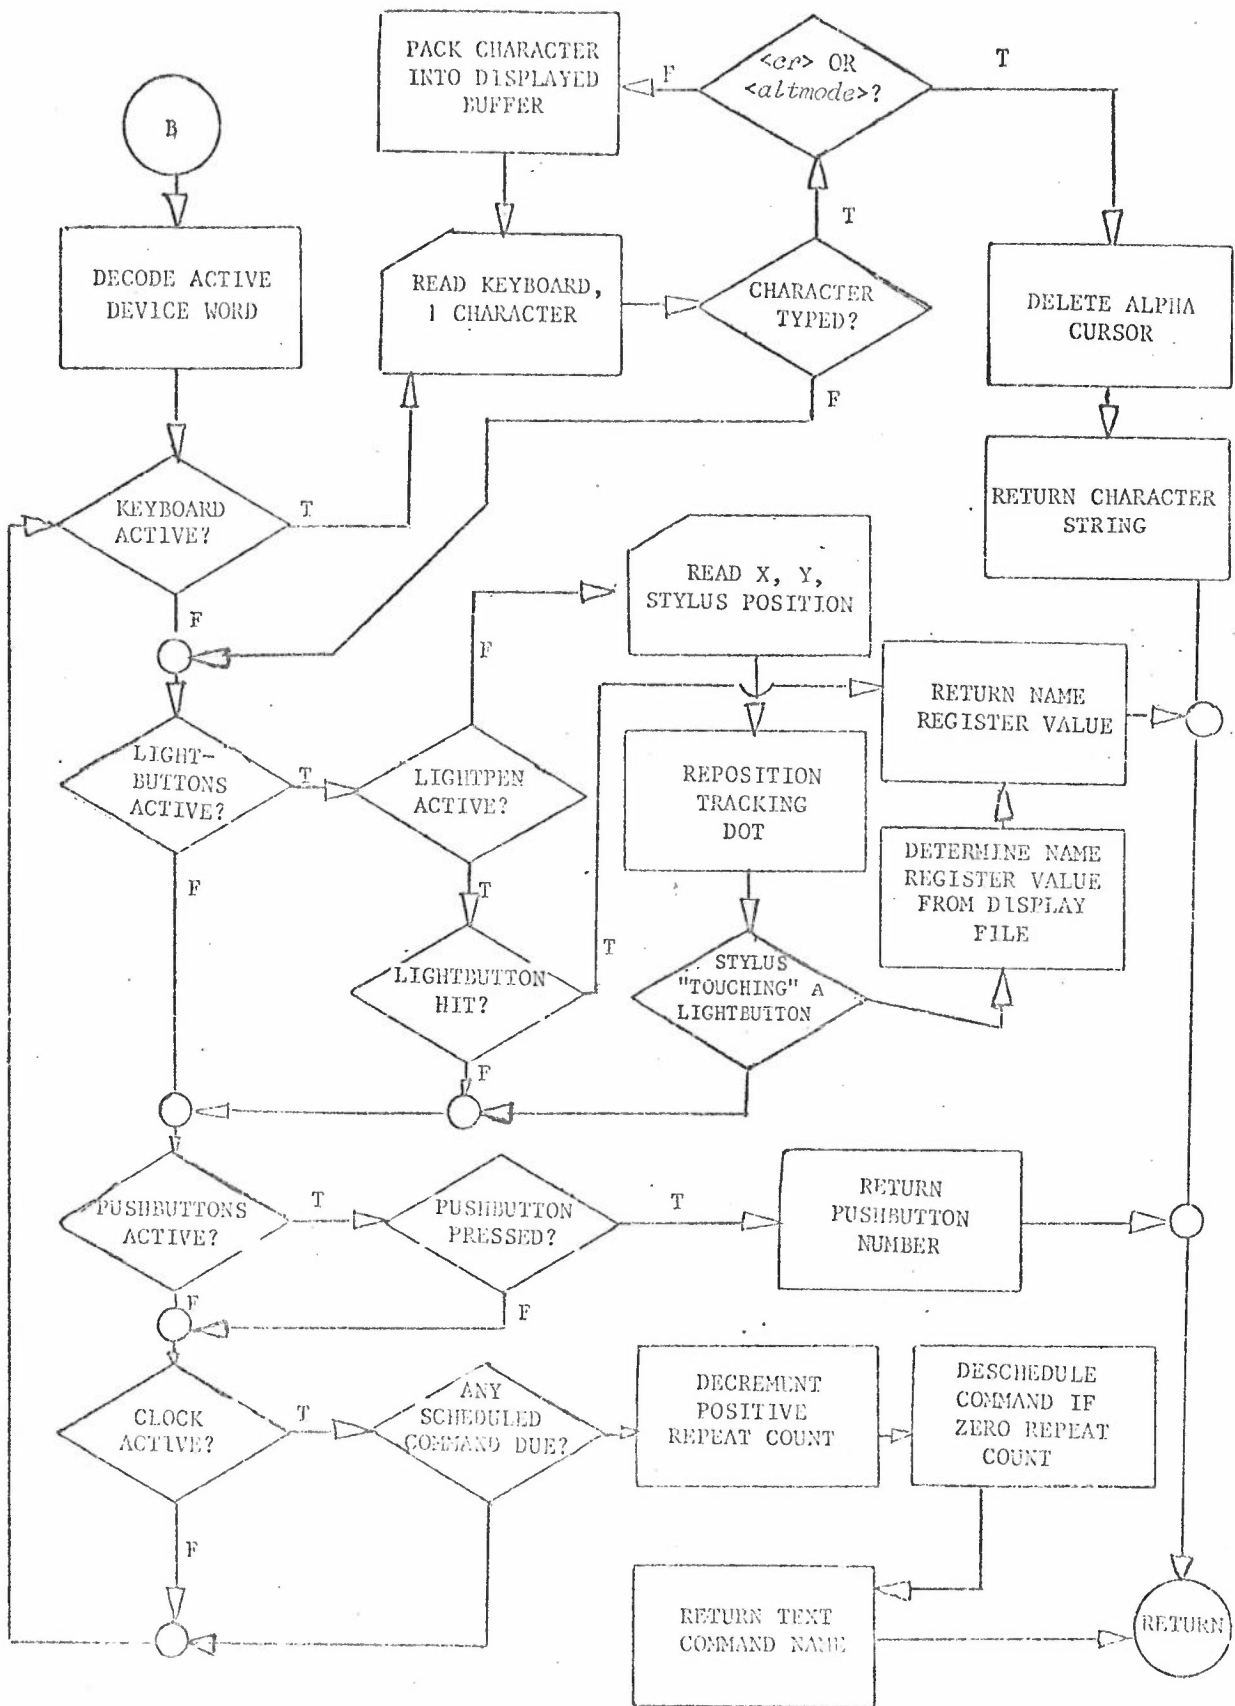 B
DECODE ACTIVE
DEVICE WORD
KEYBOARD
ACTIVE?
T
F
PACK CHARACTER
INTO DISPLAYED
BUFFER
F
<cr> OR
<altmode>?
T
READ KEYBOARD,
1 CHARACTER
CHARACTER
TYPED?
T
F
DELETE ALPHA
CURSOR
RETURN CHARACTER
STRING
LIGHT-
BUTTONS
ACTIVE?
T
F
LIGHTPEN
ACTIVE?
F
T
READ X, Y,
STYLUS POSITION
REPOSITION
TRACKING
DOT
RETURN NAME
REGISTER VALUE
DETERMINE NAME
REGISTER VALUE
FROM DISPLAY
FILE
LIGHTBUTTON
HIT?
T
F
STYLUS
"TOUCHING" A
LIGHTBUTTON
PUSHBUTTONS
ACTIVE?
T
F
PUSHBUTTON
PRESSED?
T
F
RETURN
PUSHBUTTON
NUMBER
CLOCK
ACTIVE?
T
F
ANY
SCHEDULED
COMMAND DUE?
DECREMENT
POSITIVE
REPEAT COUNT
DESCHEDULE
COMMAND IF
ZERO REPEAT
COUNT
RETURN TEXT
COMMAND NAME
RETURN